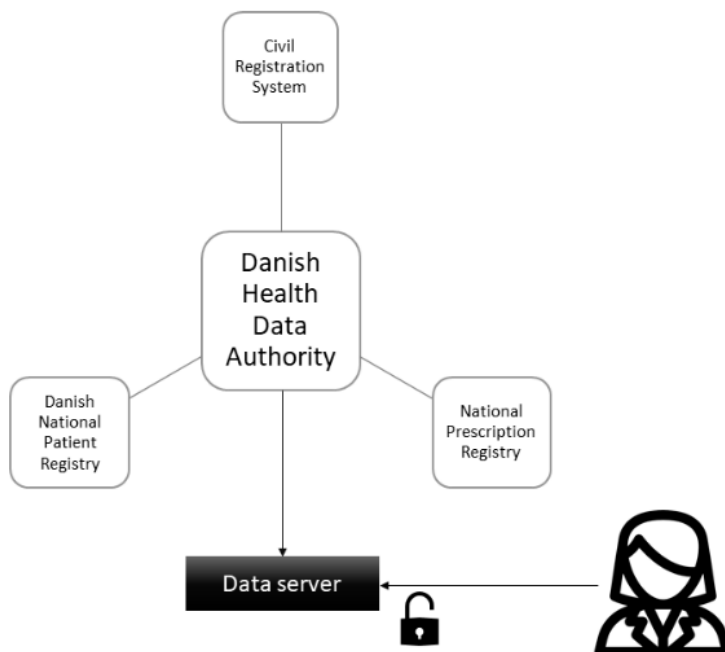 Civil
Registration
System
Danish
Health
Data
Authority
Danish
National
Patient
Registry
National
Prescription
Registry
Data server